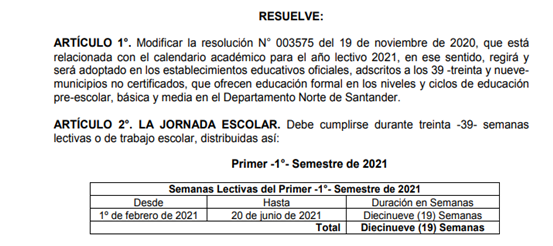 RESUELVE:
ARTÍCULO 1°. Modificar la resolución N° 003575 del 19 de noviembre de 2020, que está
relacionada con el calendario académico para el año lectivo 2021, en ese sentido, regirá y
será adoptado en los establecimientos educativos oficiales, adscritos a los 39 -treinta y nueve-
municipios no certificados, que ofrecen educación formal en los niveles y ciclos de educación
pre-escolar, básica y media en el Departamento Norte de Santander.
ARTÍCULO 2°. LA JORNADA ESCOLAR. Debe cumplirse durante treinta -39- semanas
lectivas o de trabajo escolar, distribuidas así:
Primer -1°- Semestre de 2021
Semanas Lectivas del Primer -1°- Semestre de 2021
Desde Hasta Duración en Semanas
1º de febrero de 2021 20 de junio de 2021 Diecinueve (19) Semanas
Total Diecinueve (19) Semanas